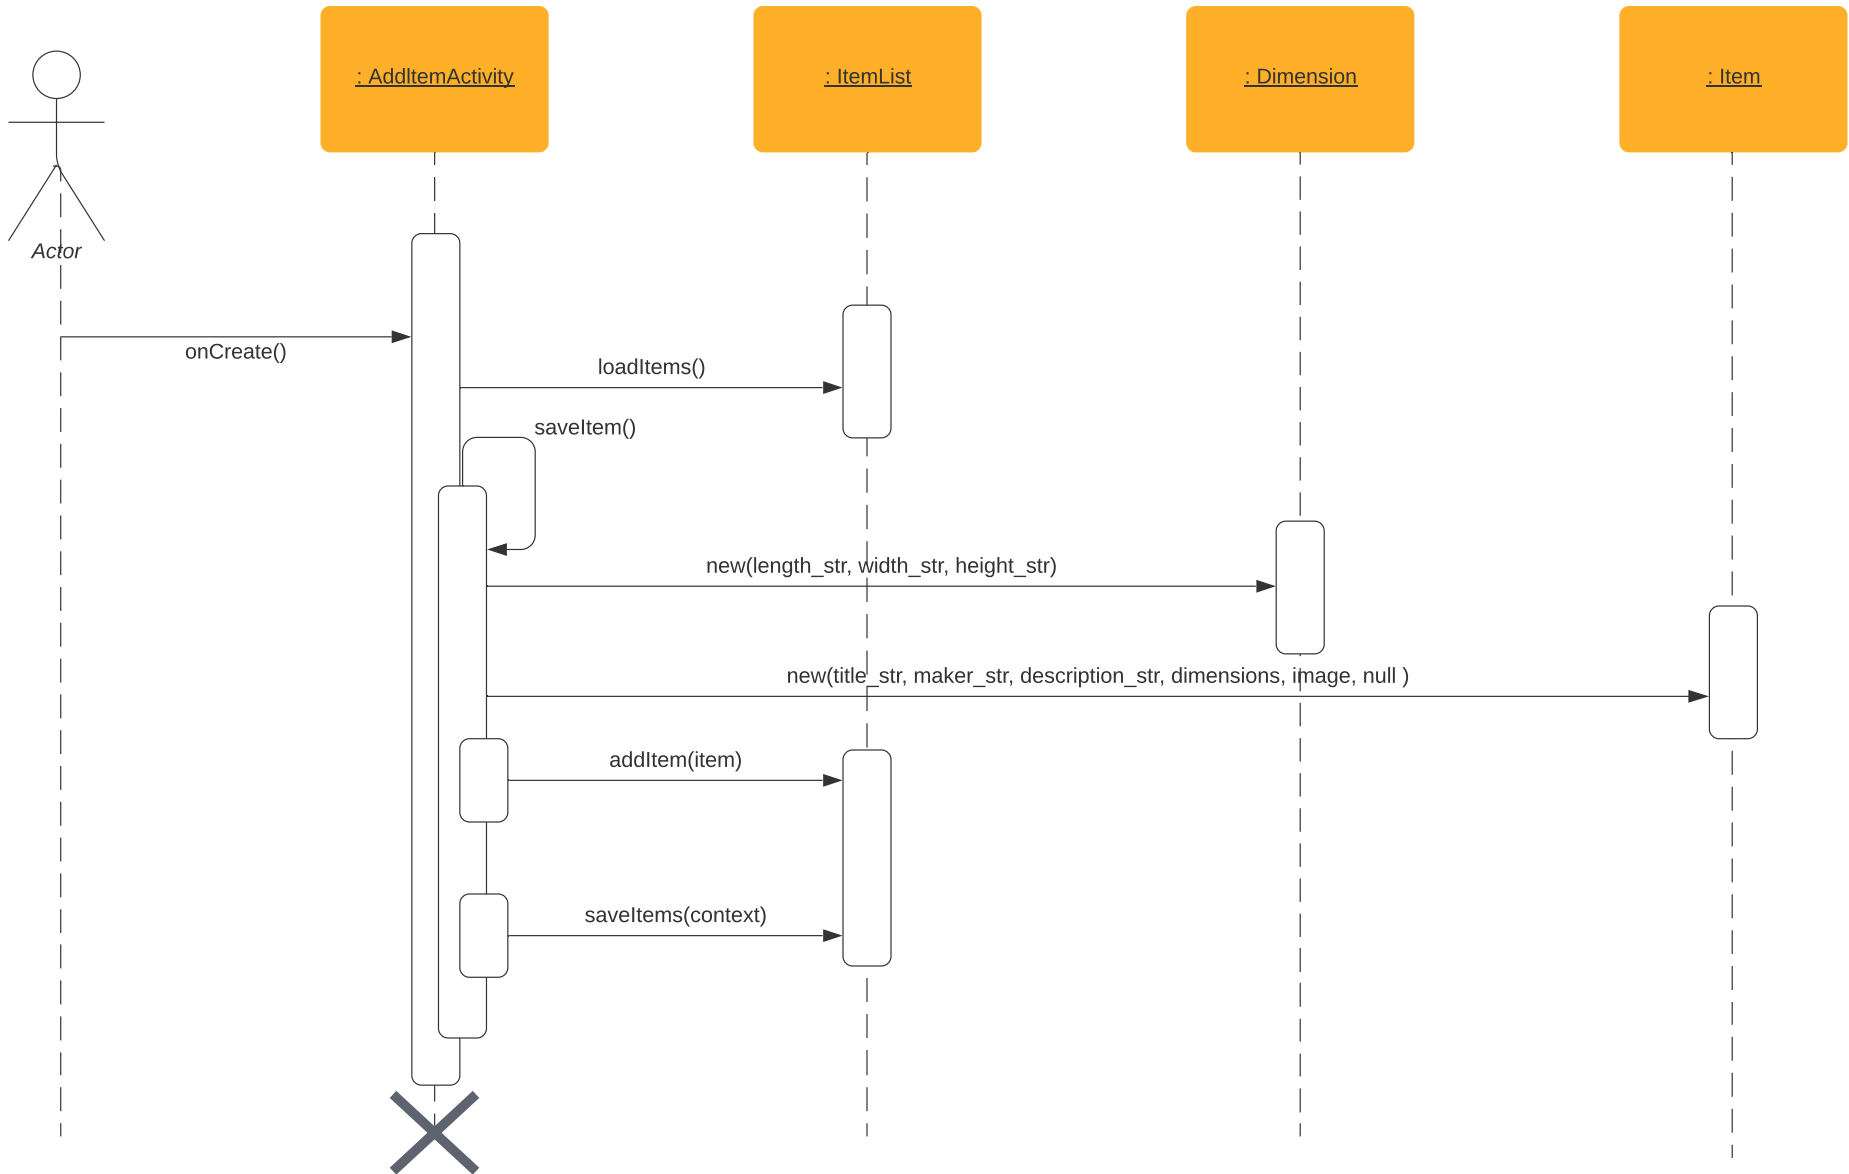 : AddItemActivity
: ItemList
: Dimension
: Item
Actor
onCreate()
loadItems()
saveItem()
new(length_str, width_str, height_str)
new(title_str, maker_str, description_str, dimensions, image, null )
addItem(item)
saveItems(context)